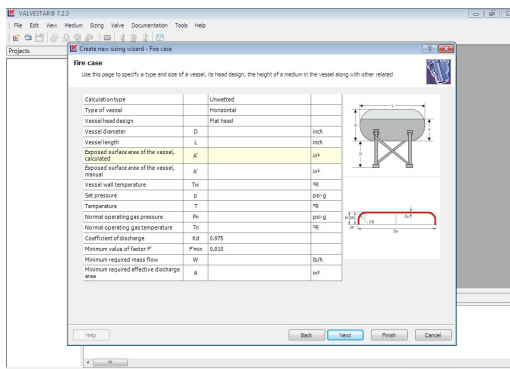 VALVESTAR® 7.2.3
File Edit View Medium Sizing Valve Documentation Tools Help
Projects
Create new sizing wizard - Fire case
Fire case
Use this page to specify a type and size of a vessel, its head design, the height of a medium in the vessel along with other related
Calculation type Unwetted
Type of vessel Horizontal
Vessel head design Flat head
Vessel diameter D inch
Vessel length L inch
Exposed surface area of the vessel,
calculated A' in²
Exposed surface area of the vessel,
manual A' in²
Vessel wall temperature Tw °R
Set pressure p psi-g
Temperature T °R
Normal operating gas pressure Pn psi-g
Normal operating gas temperature Tn °R
Coefficient of discharge Kd 0.975
Minimum value of factor F' F'min 0.010
Minimum required mass flow W lb/h
Minimum required effective discharge
area A in²
L
Help Back Next Finish Cancel